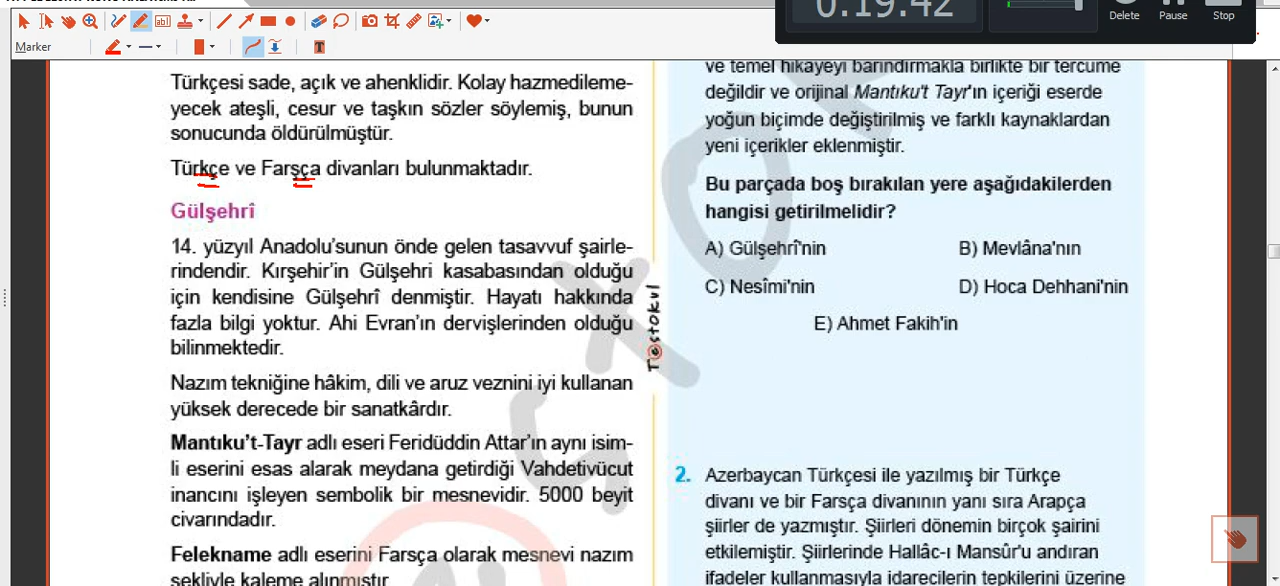 0:19:42
Delete Pause Stop
Marker
Türkçesi sade, açık ve ahenklidir. Kolay hazmedileme-
yecek ateşli, cesur ve taşkın sözler söylemiş, bunun
sonucunda öldürülmüştür.
Türkçe ve Farsça divanları bulunmaktadır.
Gülşehrî
14. yüzyıl Anadolu'sunun önde gelen tasavvuf şairle-
rindendir. Kırşehir'in Gülşehri kasabasından olduğu
için kendisine Gülşehrî denmiştir. Hayatı hakkında
fazla bilgi yoktur. Ahi Evran'ın dervişlerinden olduğu
bilinmektedir.
Nazım tekniğine hâkim, dili ve aruz veznini iyi kullanan
yüksek derecede bir sanatkârdır.
Mantıku't-Tayr adlı eseri Feridüddin Attar'ın aynı isim-
li eserini esas alarak meydana getirdiği Vahdetivücut
inancını işleyen sembolik bir mesnevidir. 5000 beyit
civarındadır.
Felekname adlı eserini Farsça olarak mesnevi nazım
şekliyle kaleme alınmıştır
Testokul
ve temel hikâyeyi barındırmakla birlikte bir tercüme
değildir ve orijinal Mantıku't Tayr'ın içeriği eserde
yoğun biçimde değiştirilmiş ve farklı kaynaklardan
yeni içerikler eklenmiştir.
Bu parçada boş bırakılan yere aşağıdakilerden
hangisi getirilmelidir?
A) Gülşehrî'nin B) Mevlâna'nın
C) Nesîmi'nin D) Hoca Dehhani'nin
E) Ahmet Fakih'in
2. Azerbaycan Türkçesi ile yazılmış bir Türkçe
divanı ve bir Farsça divanının yanı sıra Arapça
şiirler de yazmıştır. Şiirleri dönemin birçok şairini
etkilemiştir. Şiirlerinde Hallâc-ı Mansûr'u andıran
ifadeler kullanmasıyla idarecilerin tepkilerini üzerine